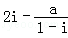 2i - a/(1-i)